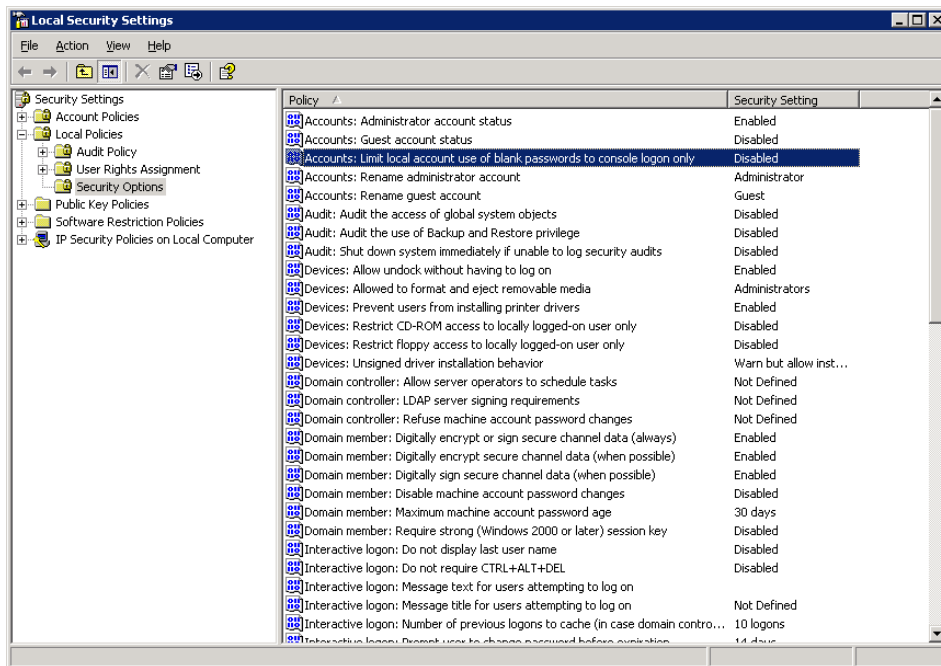 Local Security Settings
File Action View Help
Security Settings
Account Policies
Local Policies
Audit Policy
User Rights Assignment
Security Options
Public Key Policies
Software Restriction Policies
IP Security Policies on Local Computer
Policy Security Setting
Accounts: Administrator account status Enabled
Accounts: Guest account status Disabled
Accounts: Limit local account use of blank passwords to console logon only Disabled
Accounts: Rename administrator account Administrator
Accounts: Rename guest account Guest
Audit: Audit the access of global system objects Disabled
Audit: Audit the use of Backup and Restore privilege Disabled
Audit: Shut down system immediately if unable to log security audits Disabled
Devices: Allow undock without having to log on Enabled
Devices: Allowed to format and eject removable media Administrators
Devices: Prevent users from installing printer drivers Enabled
Devices: Restrict CD-ROM access to locally logged-on user only Disabled
Devices: Restrict floppy access to locally logged-on user only Disabled
Devices: Unsigned driver installation behavior Warn but allow inst...
Domain controller: Allow server operators to schedule tasks Not Defined
Domain controller: LDAP server signing requirements Not Defined
Domain controller: Refuse machine account password changes Not Defined
Domain member: Digitally encrypt or sign secure channel data (always) Enabled
Domain member: Digitally encrypt secure channel data (when possible) Enabled
Domain member: Digitally sign secure channel data (when possible) Enabled
Domain member: Disable machine account password changes Disabled
Domain member: Maximum machine account password age 30 days
Domain member: Require strong (Windows 2000 or later) session key Disabled
Interactive logon: Do not display last user name Disabled
Interactive logon: Do not require CTRL+ALT+DEL Disabled
Interactive logon: Message text for users attempting to log on
Interactive logon: Message title for users attempting to log on Not Defined
Interactive logon: Number of previous logons to cache (in case domain contro... 10 logons
Interactive logon: Prompt user to change password before expiration 14 days